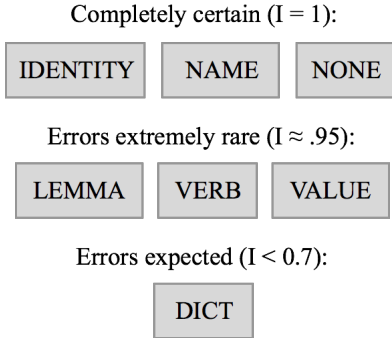 Completely certain (I = 1):
IDENTITY NAME NONE
Errors extremely rare (I ≈ .95):
LEMMA VERB VALUE
Errors expected (I < 0.7):
DICT